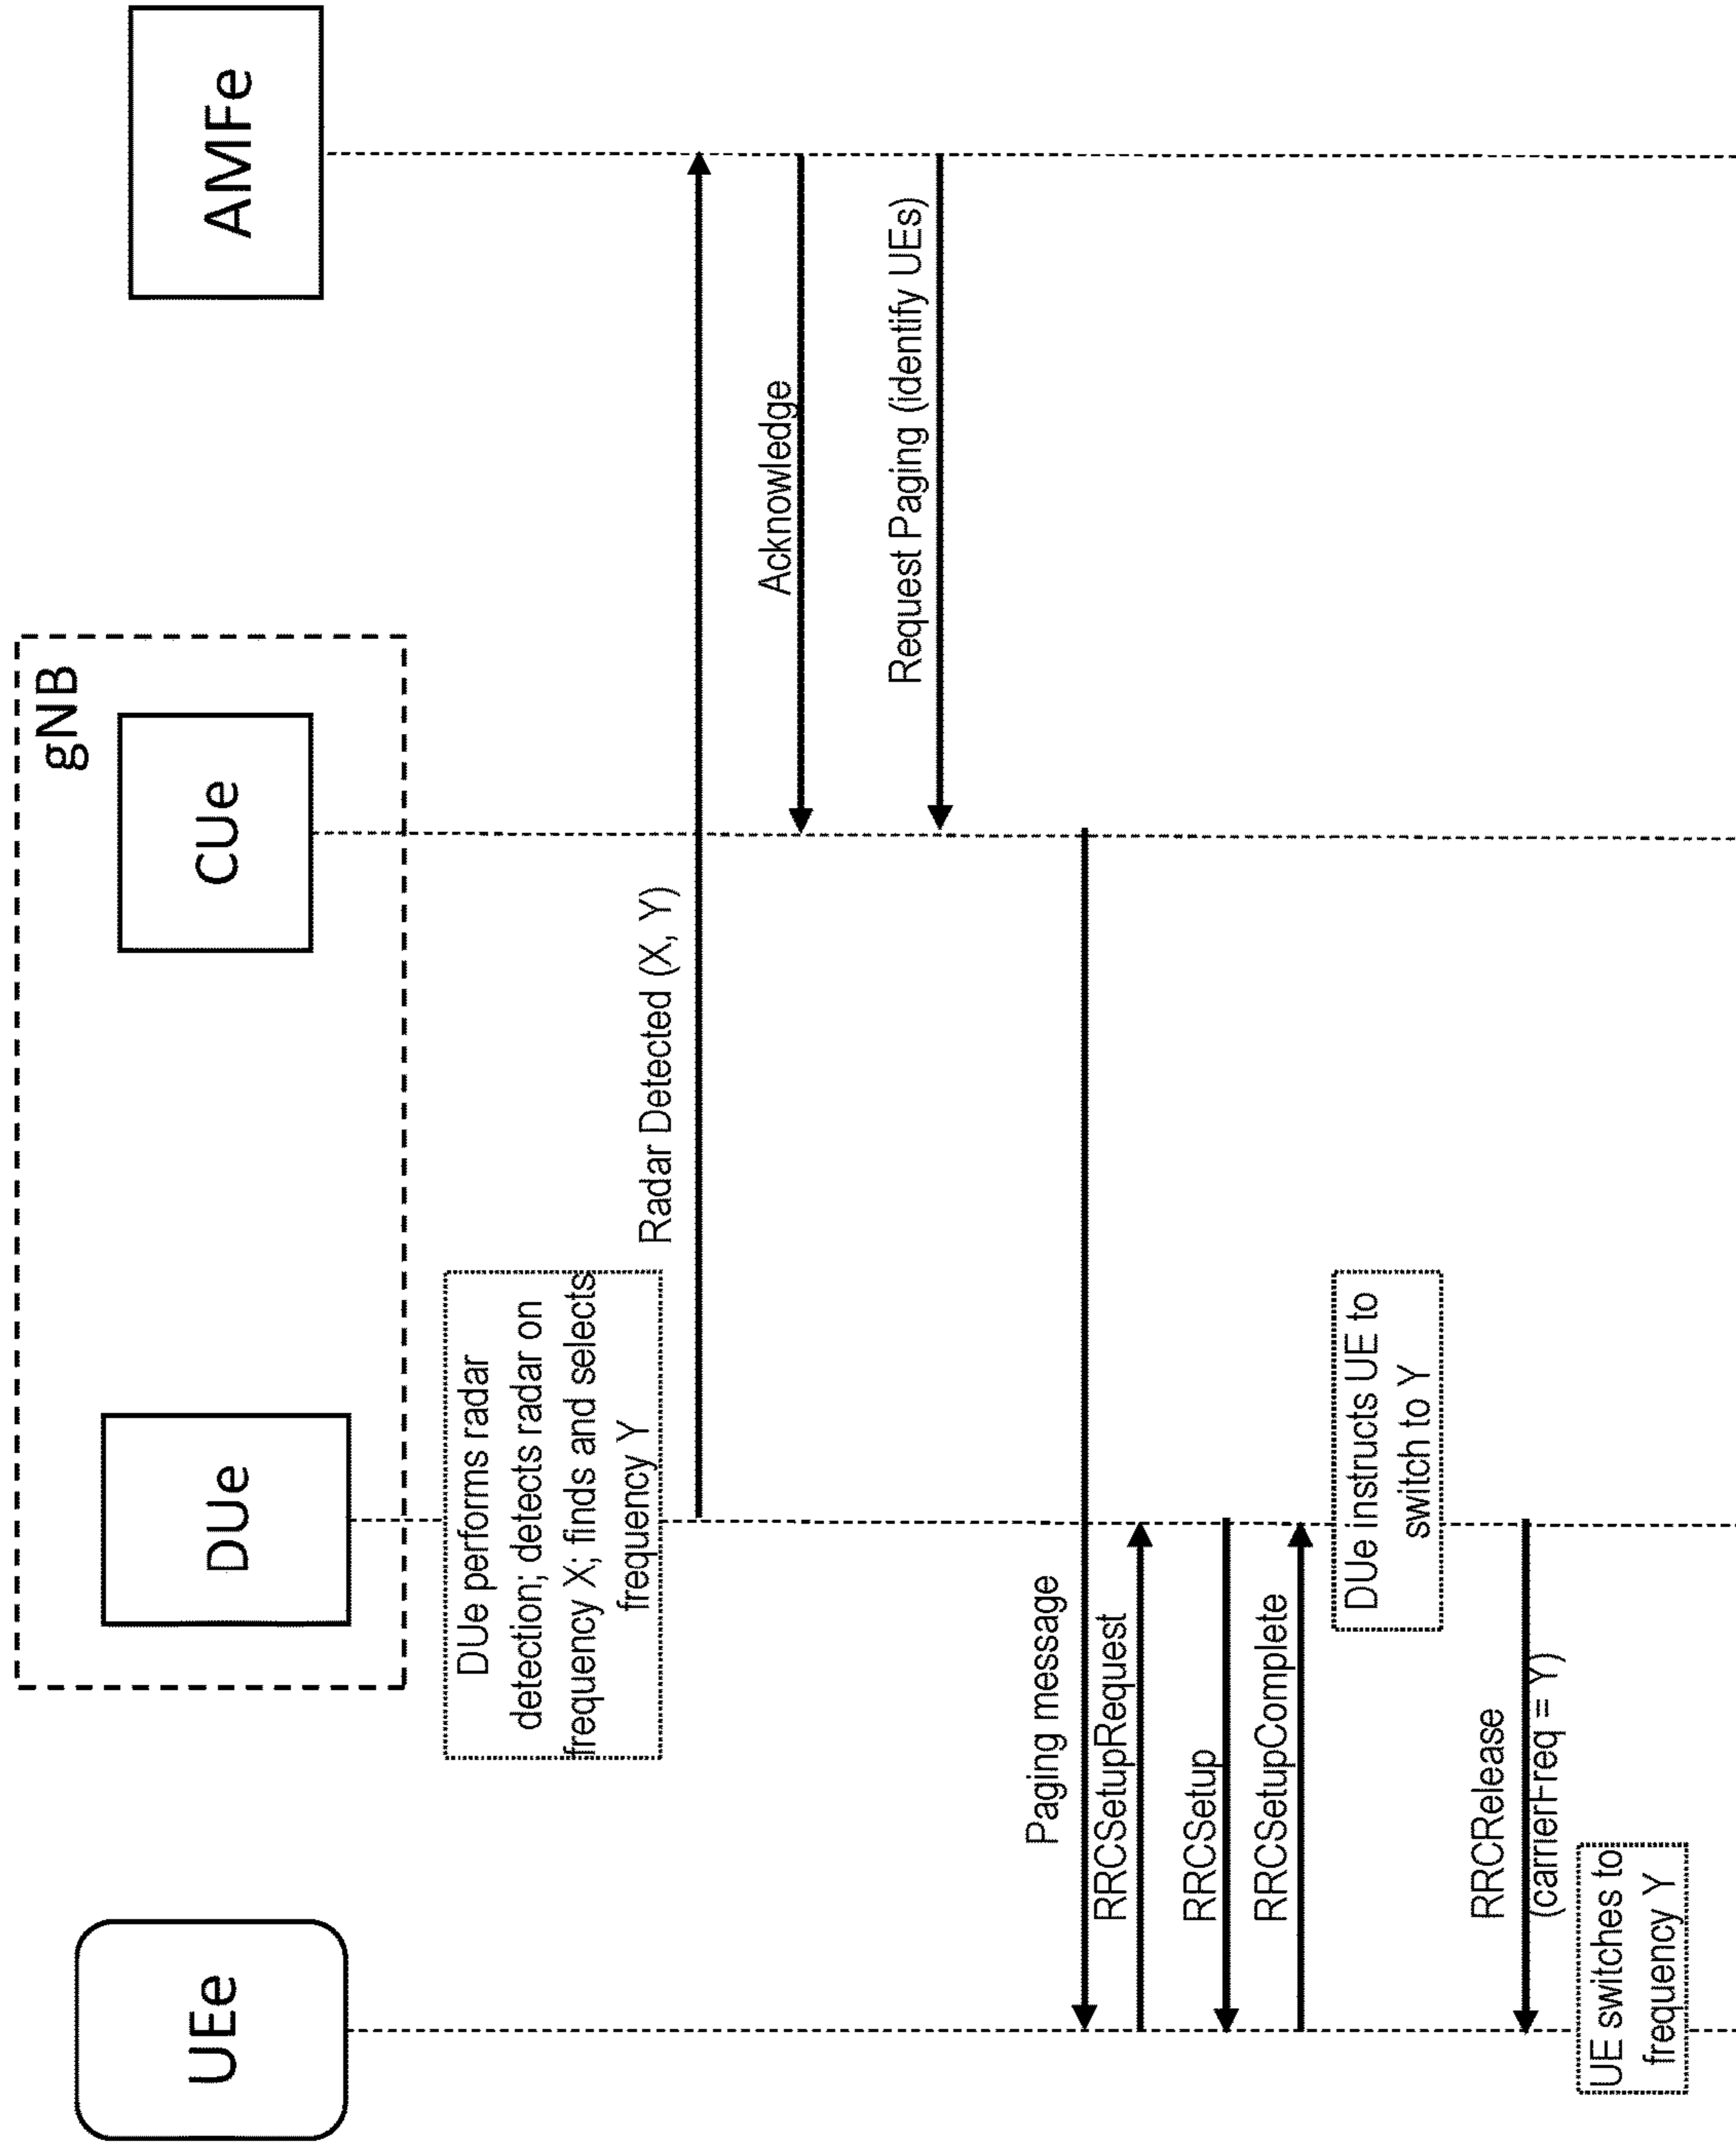 gNB
UEe
DUe
CUe
AMFe
DUe performs radar
detection; detects radar on
frequency X; finds and selects
frequency Y
Radar Detected (X, Y)
Acknowledge
Request Paging (identify UEs)
Paging message
RRCSetupRequest
RRCSetup
RRCSetupComplete
DUe instructs UE to
switch to Y
RRCRelease
(carrierFreq = Y)
UE switches to
frequency Y